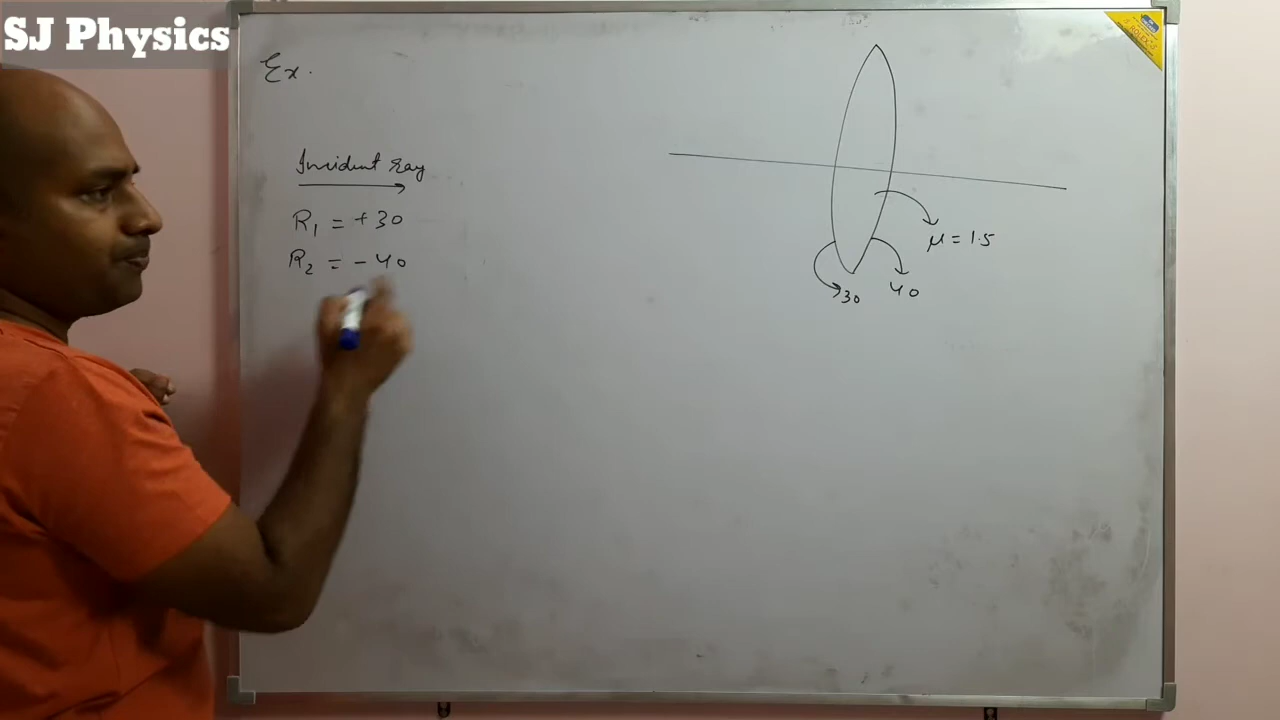 SJ Physics
Ex.
Incident ray
R₁ = +30
R₂ = - 40
μ = 1.5
30
40